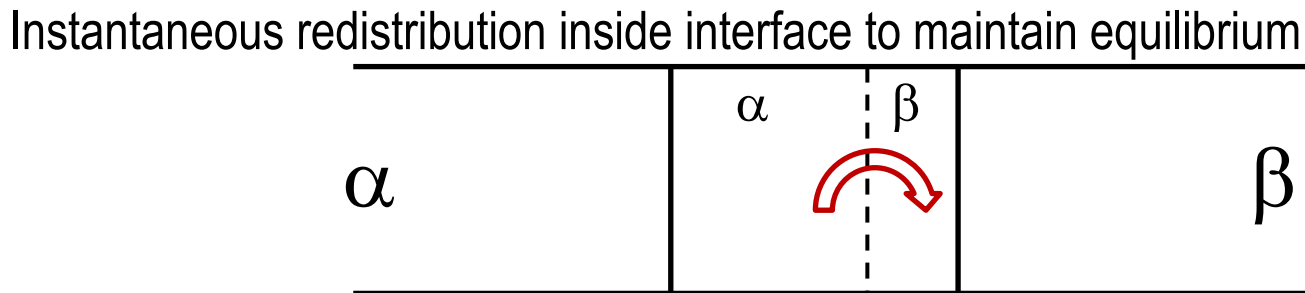 Instantaneous redistribution inside interface to maintain equilibrium
α β
α β